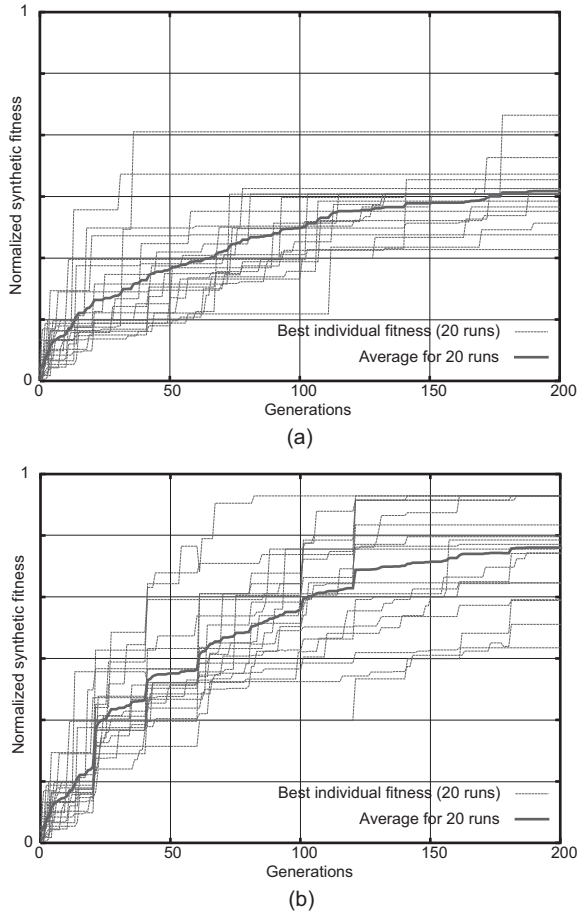 1
Normalized synthetic fitness
Best individual fitness (20 runs)
Average for 20 runs
0
0 50 100 150 200
Generations
(a)
1
Normalized synthetic fitness
Best individual fitness (20 runs)
Average for 20 runs
0
0 50 100 150 200
Generations
(b)